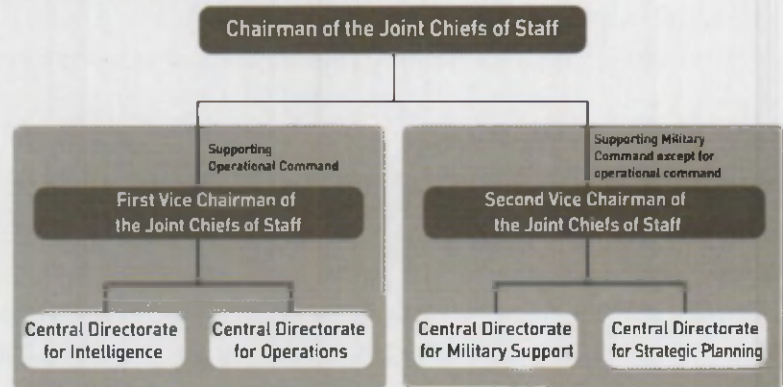 Chairman of the Joint Chiefs of Staff
Supporting
Operational Command
First Vice Chairman of
the Joint Chiefs of Staff
Central Directorate
for Intelligence
Central Directorate
for Operations
Supporting Military
Command except for
operational command
Second Vice Chairman of
the Joint Chiefs of Staff
Central Directorate
for Military Support
Central Directorate
for Strategic Planning